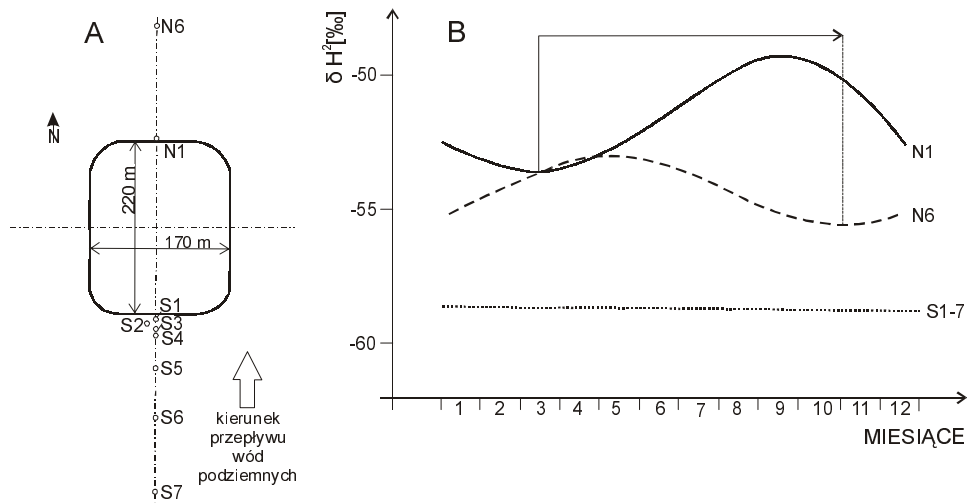 A
N6
N
N1
220 m
170 m
S1
S2
S3
S4
S5
S6
S7
kierunek
przepływu
wód
podziemnych
B
δ H²[‰]
-50
-55
-60
N1
N6
S1-7
1 2 3 4 5 6 7 8 9 10 11 12
MIESIĄCE